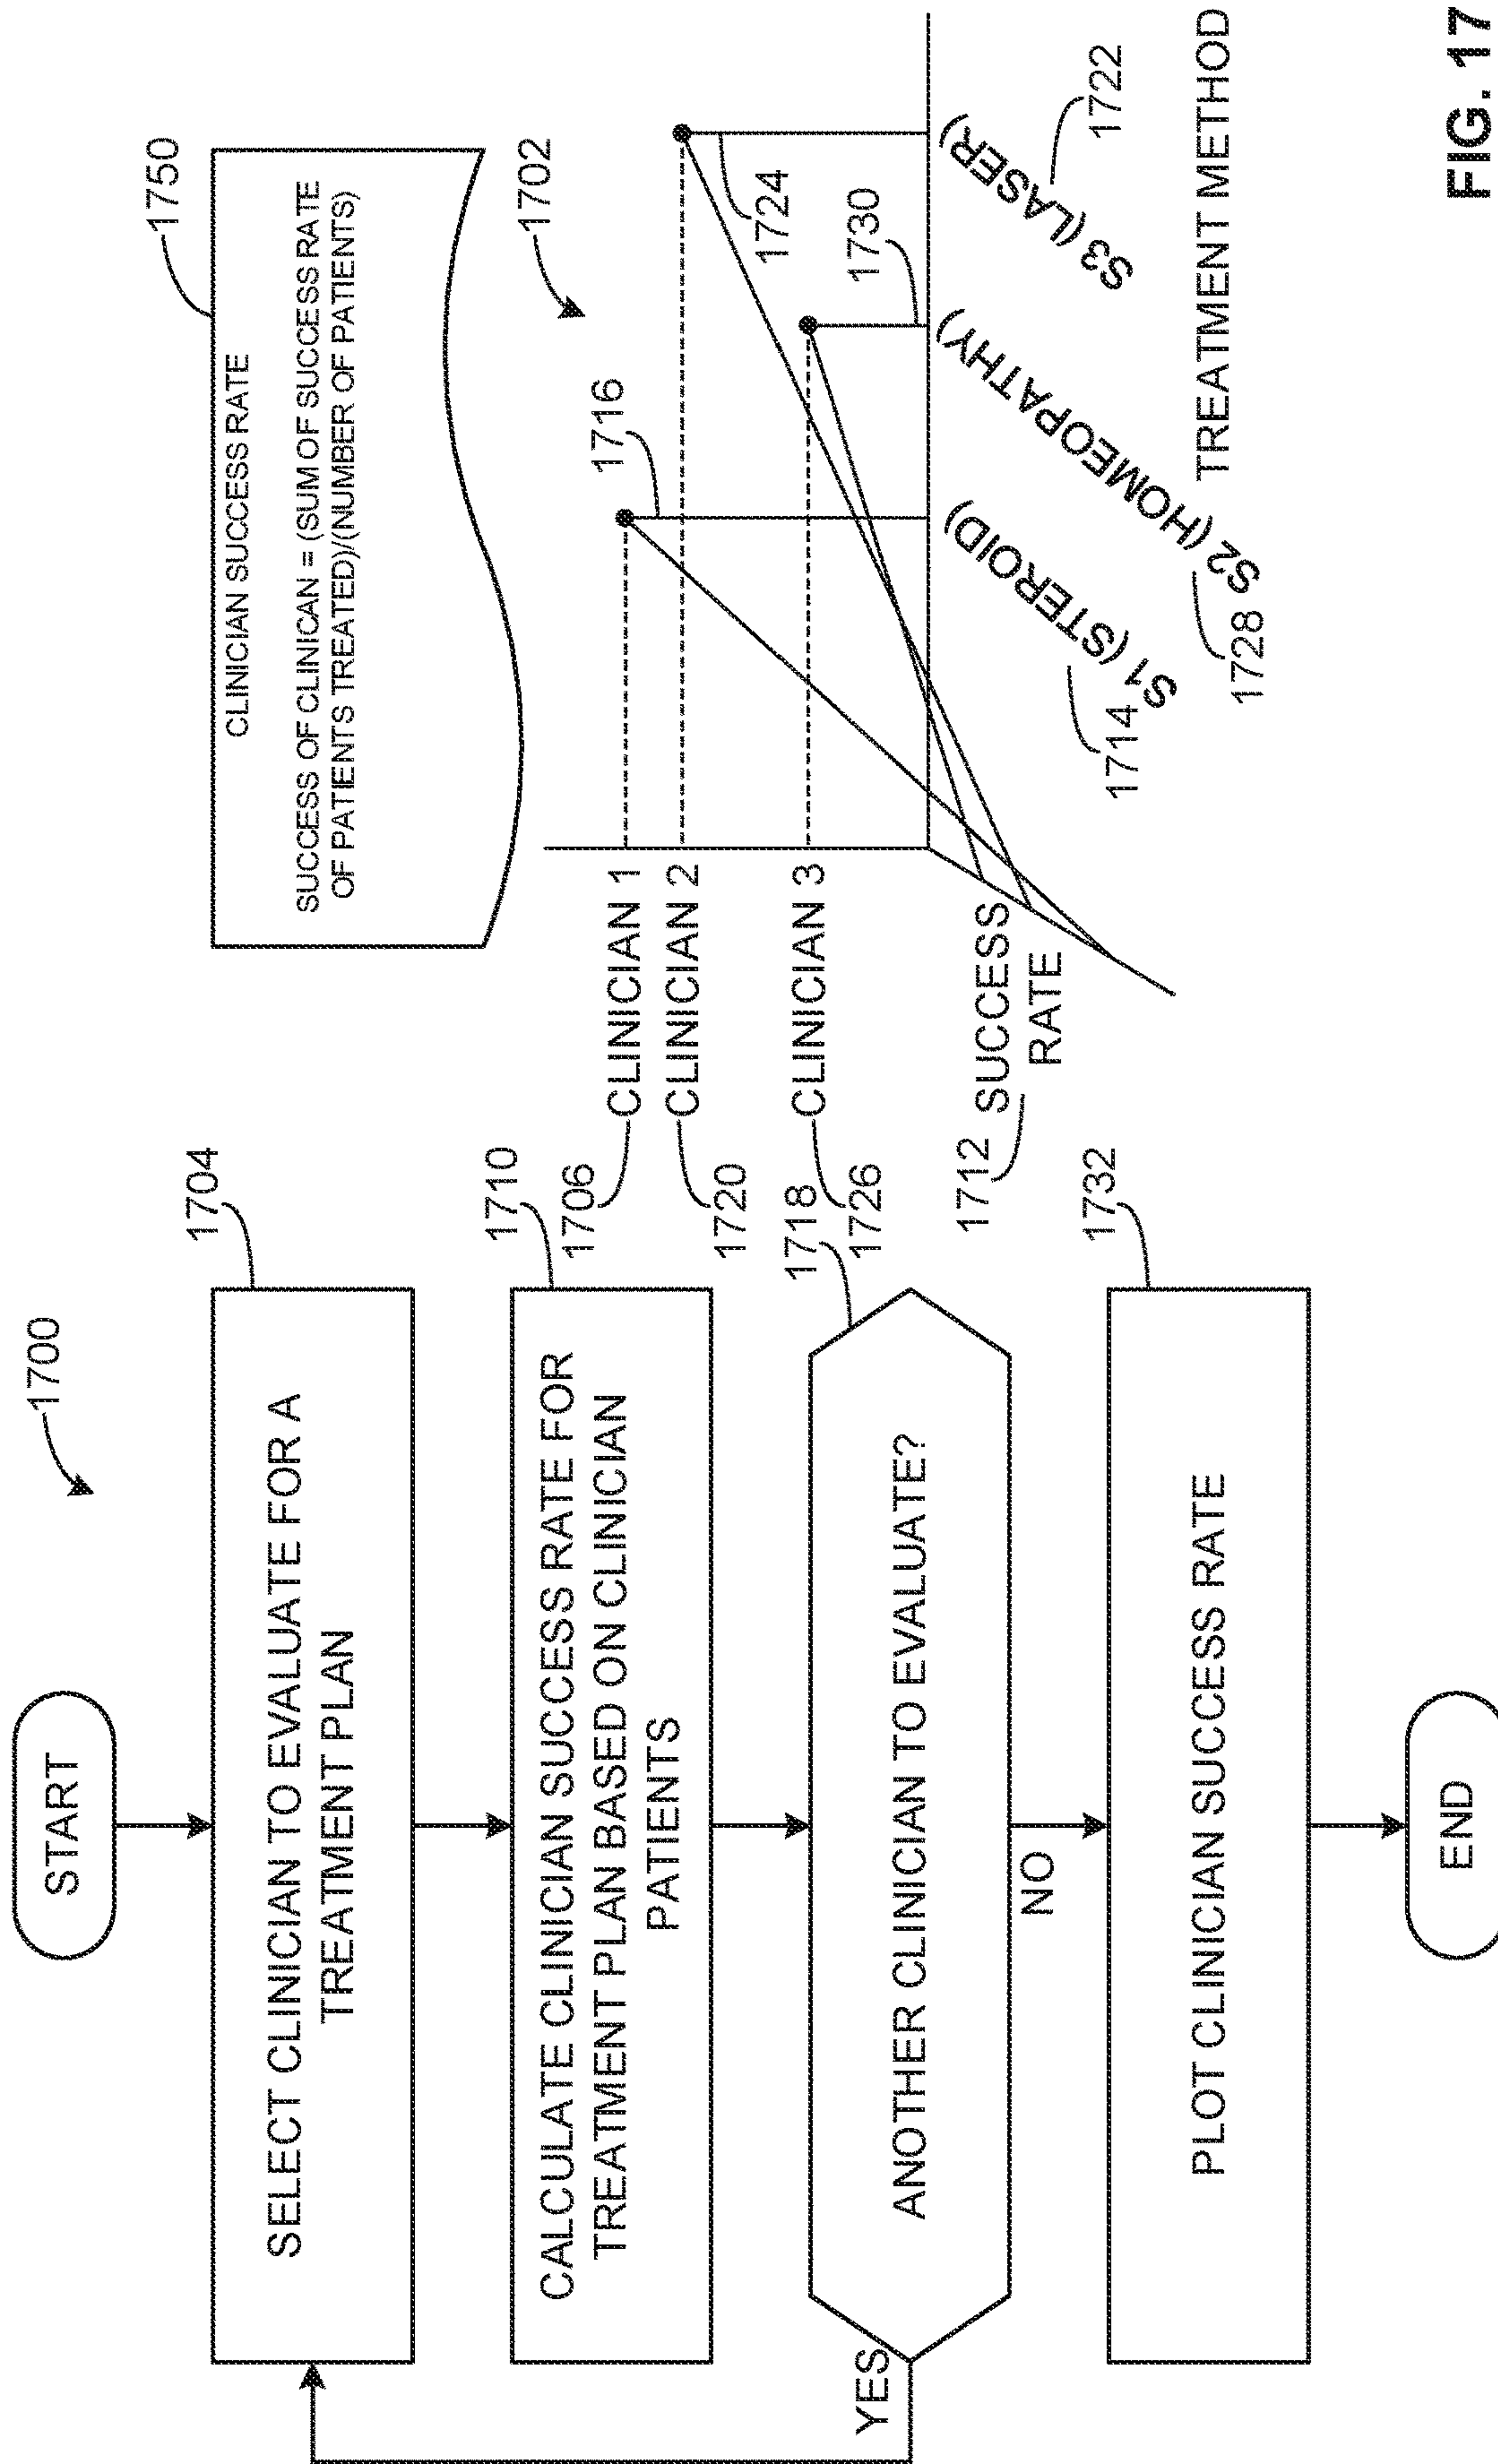 1700
START
SELECT CLINICIAN TO EVALUATE FOR A
TREATMENT PLAN
1704
CALCULATE CLINICIAN SUCCESS RATE FOR
TREATMENT PLAN BASED ON CLINICIAN
PATIENTS
1710
ANOTHER CLINICIAN TO EVALUATE?
1718
YES
NO
PLOT CLINICIAN SUCCESS RATE
1732
END
1750
CLINICIAN SUCCESS RATE
SUCCESS OF CLINICAN = (SUM OF SUCCESS RATE
OF PATIENTS TREATED)/(NUMBER OF PATIENTS)
1702
1706
CLINICIAN 1
1716
CLINICIAN 2
1720
1724
CLINICIAN 3
1726
1730
1712
SUCCESS
RATE
S1 (STEROID)
1714
S2 (HOMEOPATHY)
1728
S3 (LASER)
1722
TREATMENT METHOD
FIG. 17